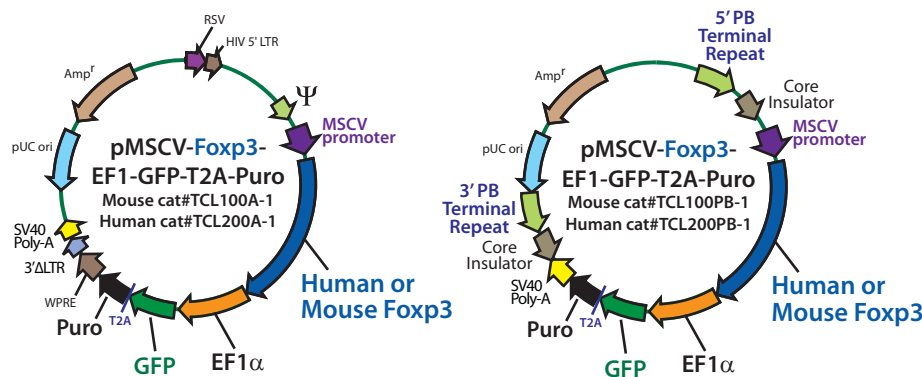 RSV
HIV 5' LTR
Ampʳ
Ψ
MSCV
promoter
pUC ori
pMSCV-Foxp3-
EF1-GFP-T2A-Puro
Mouse cat#TCL100A-1
Human cat#TCL200A-1
SV40
Poly-A
3'ΔLTR
WPRE
Puro
T2A
GFP
EF1α
Human or
Mouse Foxp3
5' PB
Terminal
Repeat
Core
Insulator
Ampʳ
MSCV
promoter
pUC ori
pMSCV-Foxp3-
EF1-GFP-T2A-Puro
Mouse cat#TCL100PB-1
Human cat#TCL200PB-1
3' PB
Terminal
Repeat
Core
Insulator
SV40
Poly-A
Puro
T2A
GFP
EF1α
Human or
Mouse Foxp3